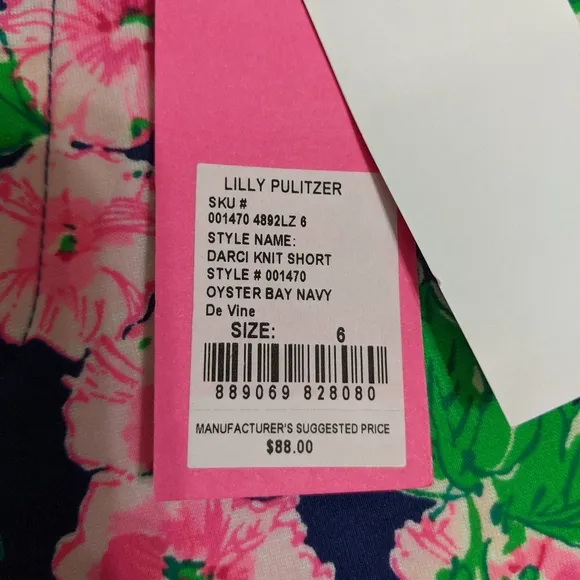 LILLY PULITZER
SKU #
001470 4892LZ 6
STYLE NAME:
DARCI KNIT SHORT
STYLE # 001470
OYSTER BAY NAVY
De Vine
SIZE: 6
889069 828080
MANUFACTURER'S SUGGESTED PRICE
$88.00